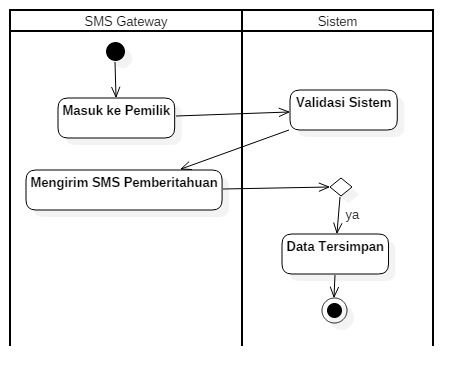 SMS Gateway
Sistem
Masuk ke Pemilik
Validasi Sistem
Mengirim SMS Pemberitahuan
ya
Data Tersimpan